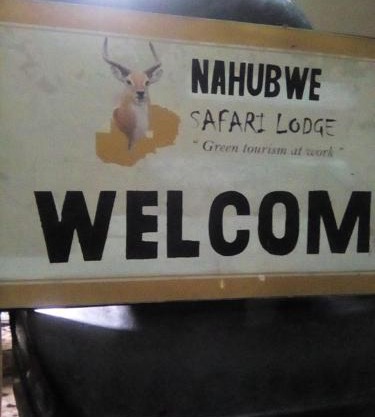 NAHUBWE
SAFARI LODGE
"Green tourism at work"
WELCOM